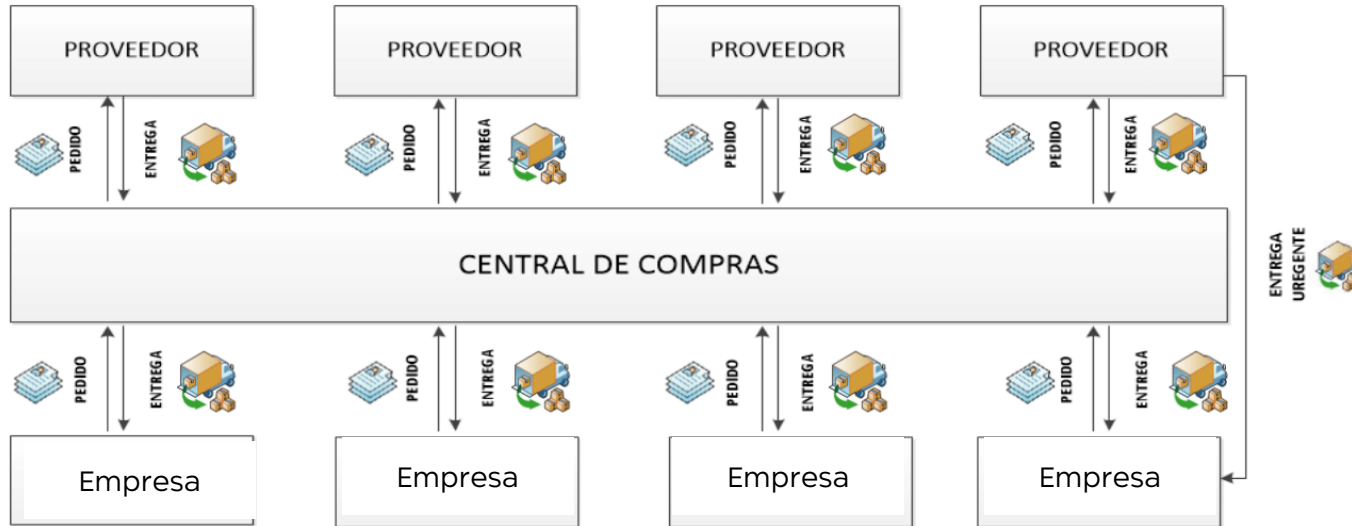 PROVEEDOR
PROVEEDOR
PROVEEDOR
PROVEEDOR
PEDIDO
ENTREGA
PEDIDO
ENTREGA
PEDIDO
ENTREGA
PEDIDO
ENTREGA
CENTRAL DE COMPRAS
ENTREGA
UREGENTE
PEDIDO
ENTREGA
PEDIDO
ENTREGA
PEDIDO
ENTREGA
PEDIDO
ENTREGA
Empresa
Empresa
Empresa
Empresa